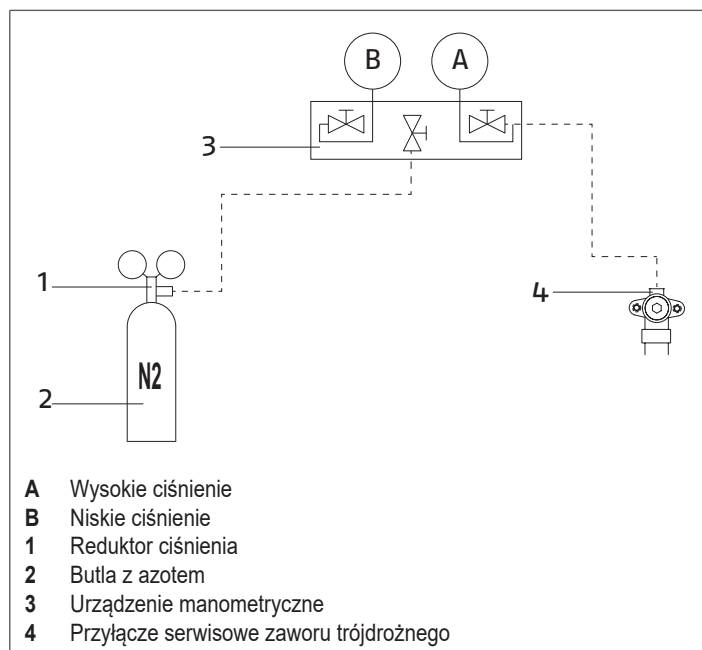 B A
3
1
4
N2
2
A Wysokie ciśnienie
B Niskie ciśnienie
1 Reduktor ciśnienia
2 Butla z azotem
3 Urządzenie manometryczne
4 Przyłącze serwisowe zaworu trójdrożnego